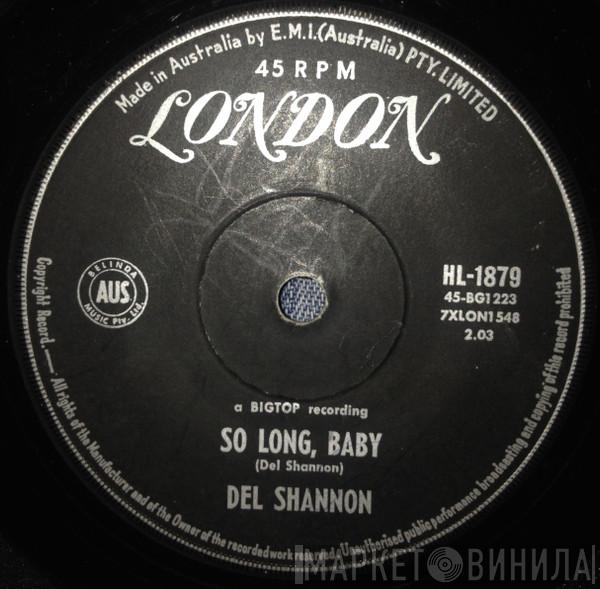 Made in Australia by E.M.I.(Australia) PTY. LIMITED
45 RPM
LONDON
BELINDA
AUS.
MUSIC Pty. Ltd.
HL-1879
45-BG1223
7XLON1548
2.03
a BIGTOP recording
SO LONG, BABY
(Del Shannon)
DEL SHANNON
Copyright Record. — All rights of the Manufacturer and of the Owner of the recorded work reserved. Unauthorised public performance broadcasting and copying of this record prohibited
МАРКЕТ ВИНИЛА